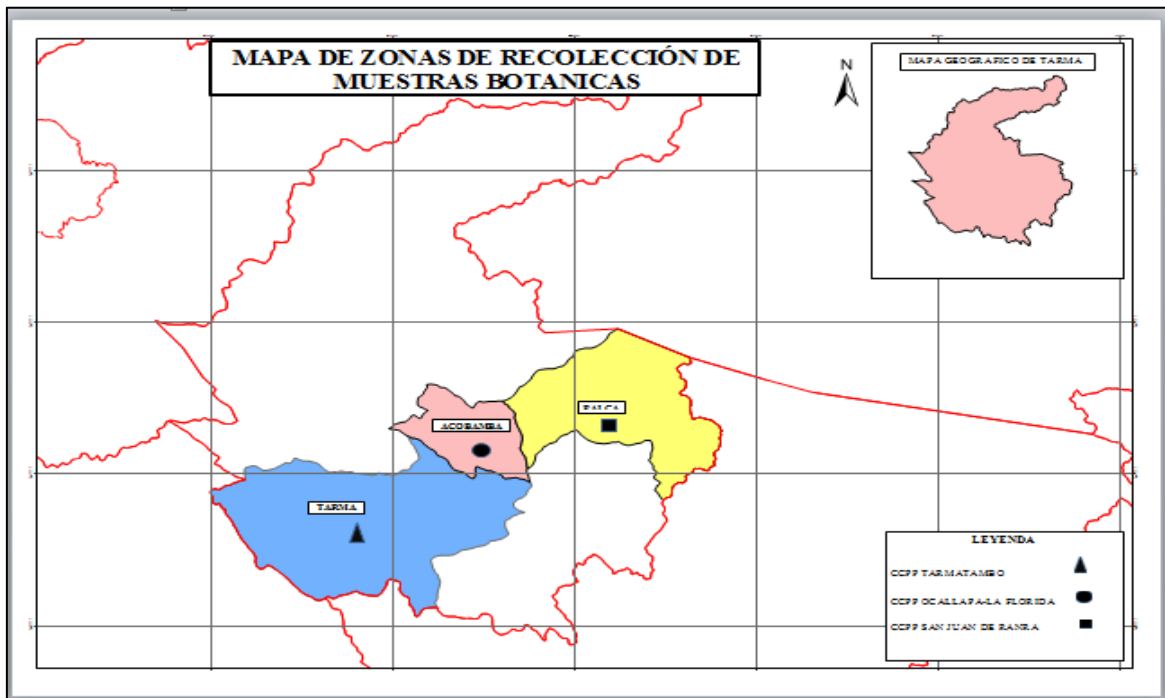 MAPA DE ZONAS DE RECOLECCIÓN DE
MUESTRAS BOTANICAS
N
MAPA GEOGRAFICO DE TARMA
PALCA
ACOBAMBA
TARMA
LEYENDA
CCPP TARMATAMBO
CCPP OCALLAPA-LA FLORIDA
CCPP SAN JUAN DE RANRA